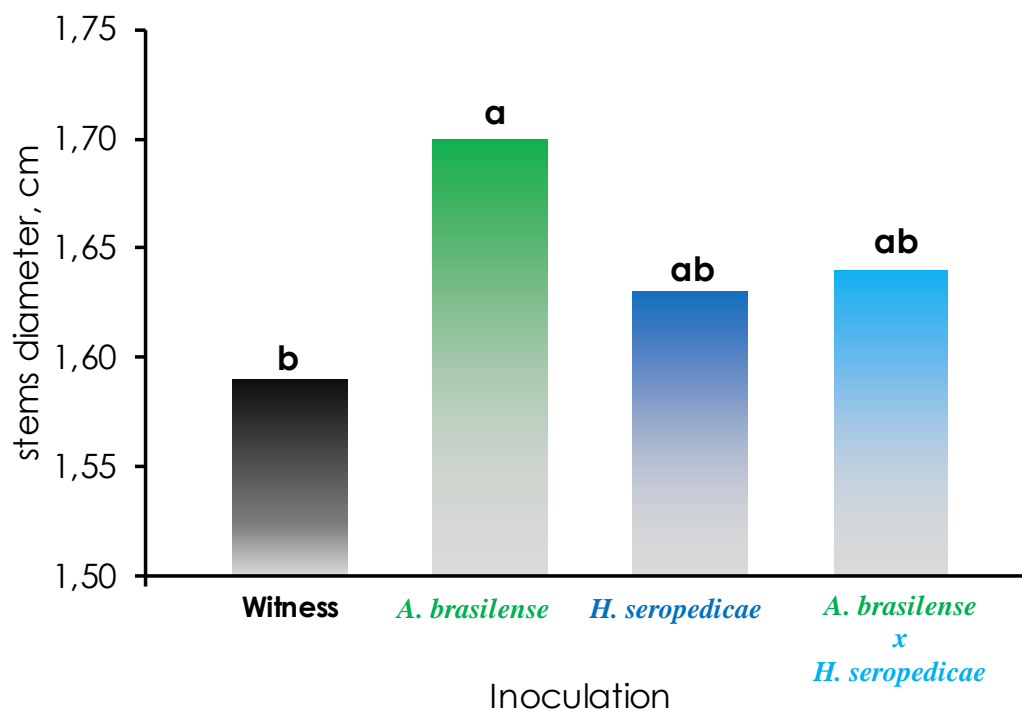 stems diameter, cm
1,75
1,70
1,65
1,60
1,55
1,50
b
a
ab
ab
Witness
A. brasilense
H. seropedicae
A. brasilense
x
H. seropedicae
Inoculation